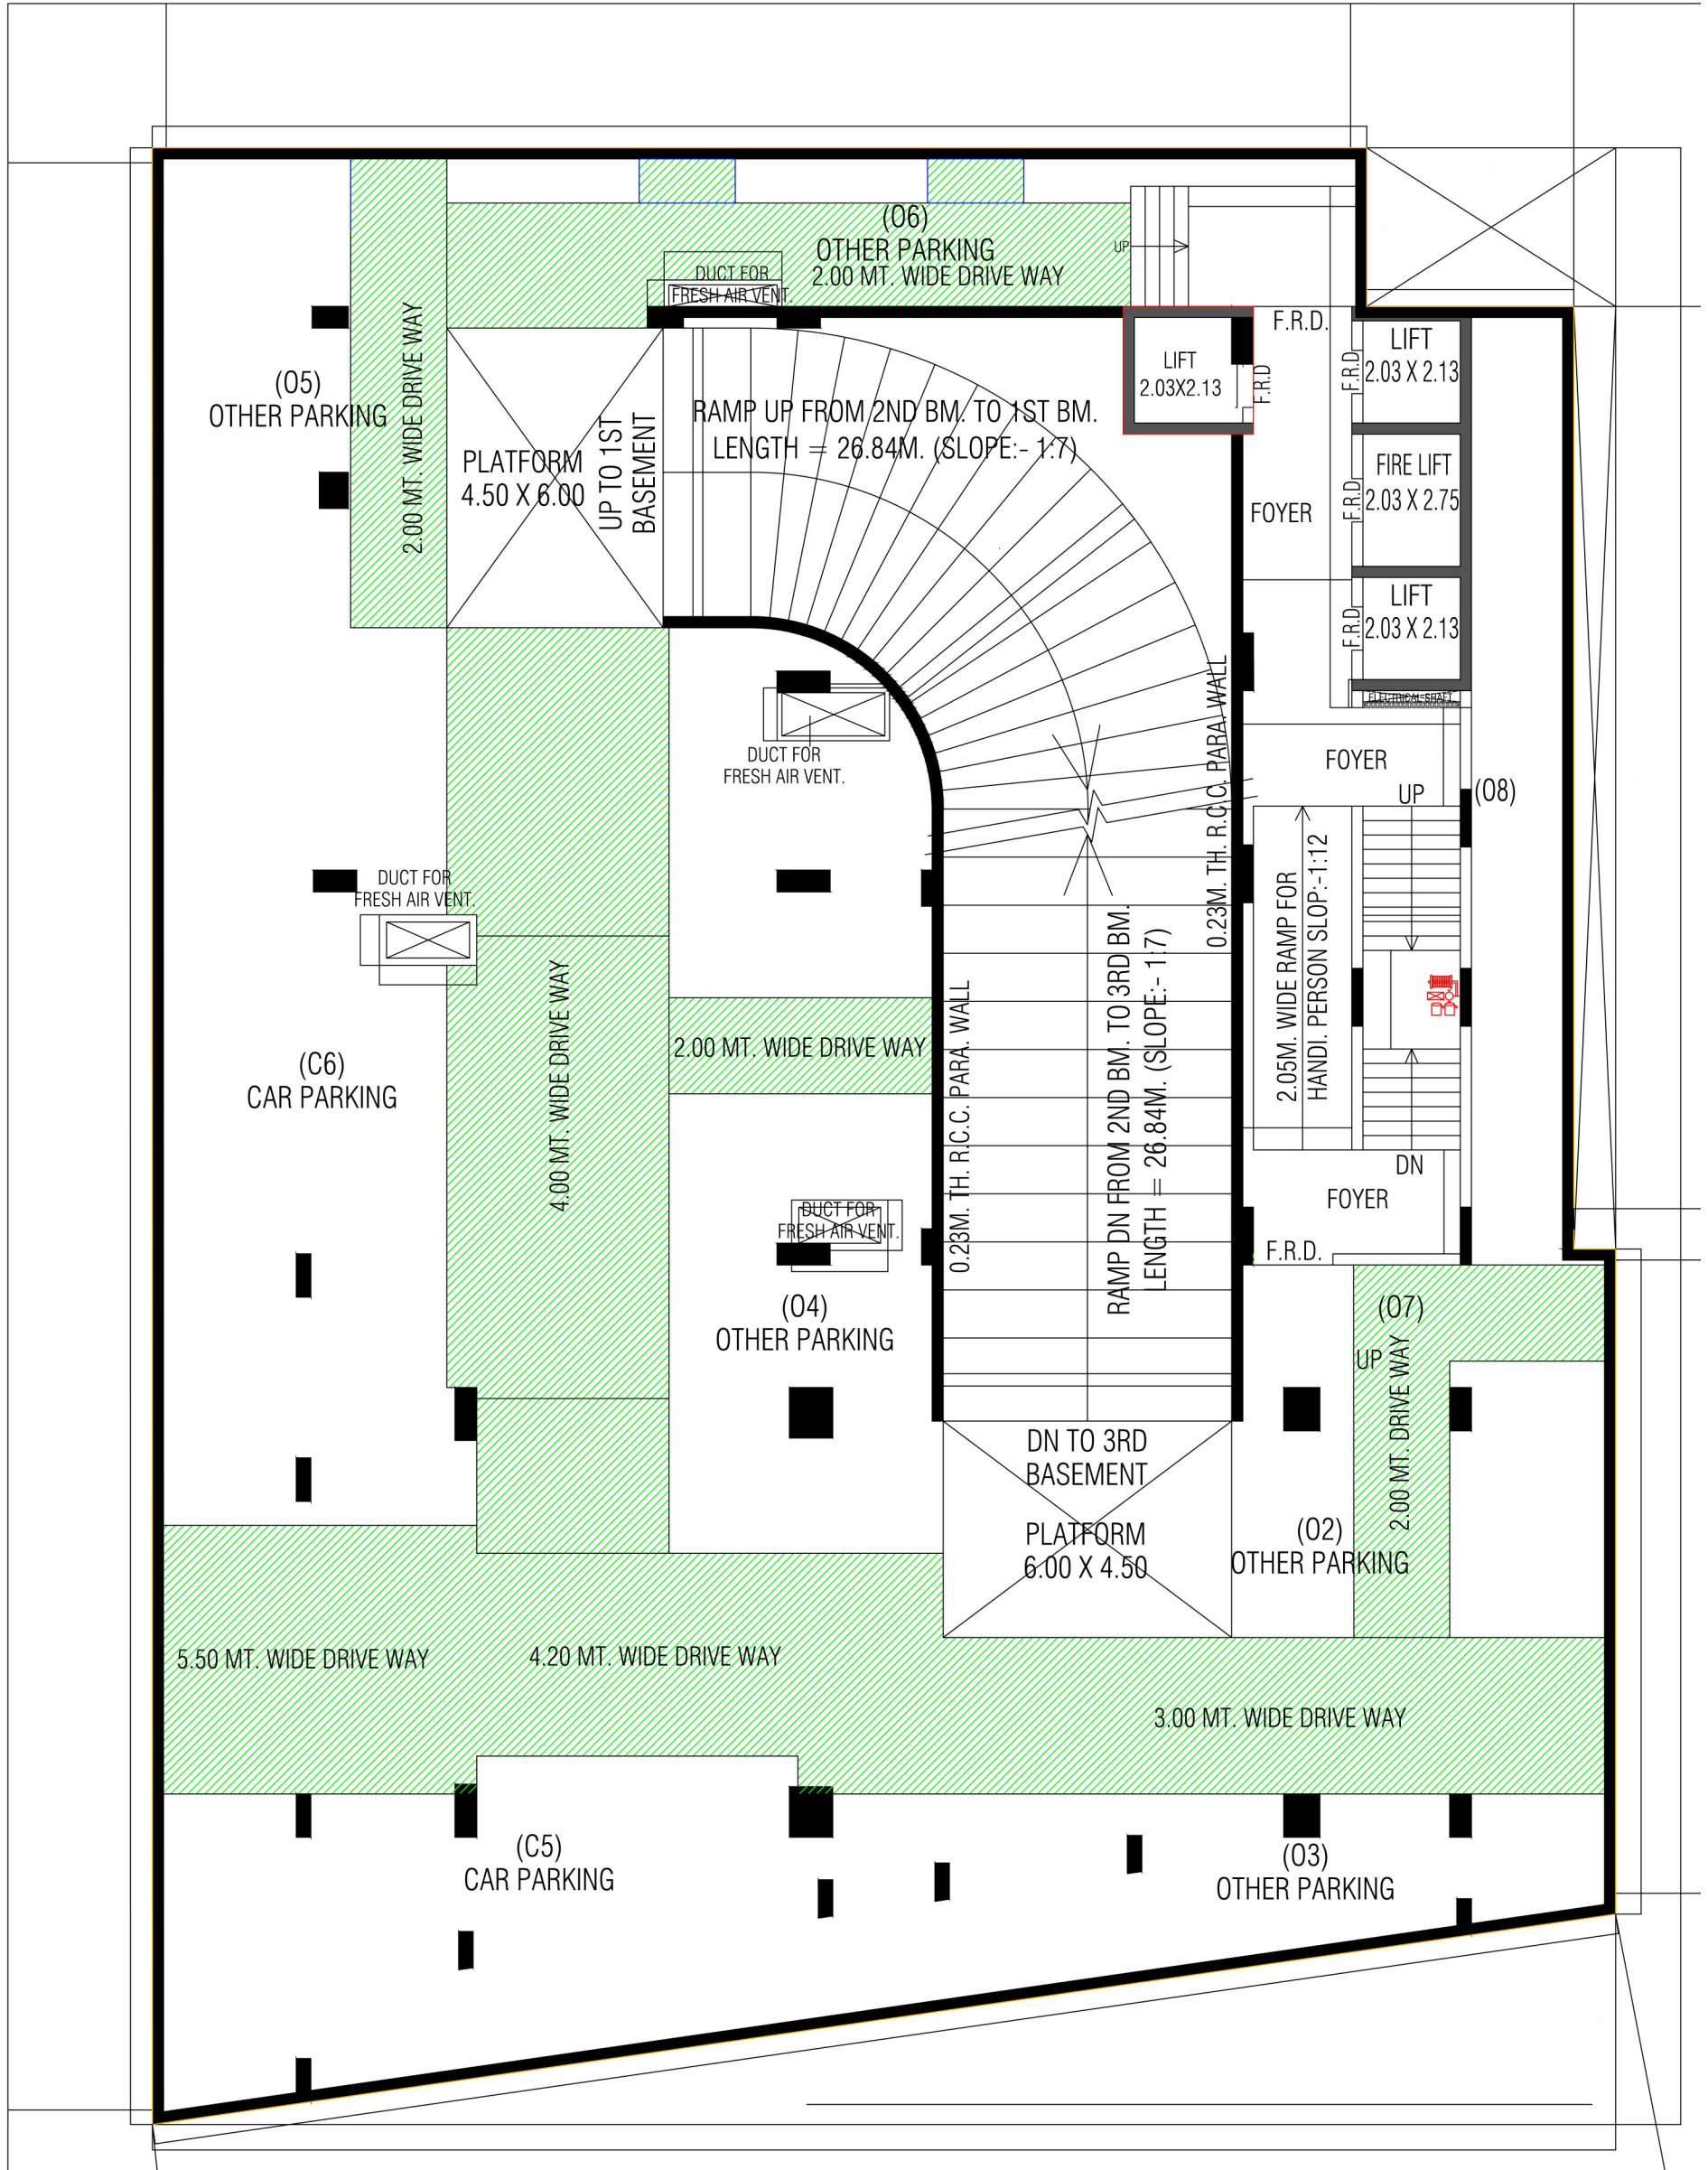 (O6)
OTHER PARKING
2.00 MT. WIDE DRIVE WAY
UP
DUCT FOR
FRESH AIR VENT.
F.R.D.
LIFT
2.03 X 2.13
F.R.D
LIFT
2.03X2.13
F.R.D
(O5)
OTHER PARKING
2.00 MT. WIDE DRIVE WAY
PLATFORM
4.50 X 6.00
UP TO 1ST
BASEMENT
RAMP UP FROM 2ND BM. TO 1ST BM.
LENGTH = 26.84M. (SLOPE:- 1:7)
FOYER
FIRE LIFT
2.03 X 2.75
F.R.D
LIFT
2.03 X 2.13
F.R.D
ELECTRICAL SHAFT
DUCT FOR
FRESH AIR VENT.
0.23M. TH. R.C.C. PARA. WALL
FOYER
UP
(O8)
DUCT FOR
FRESH AIR VENT.
2.05M. WIDE RAMP FOR
HANDI. PERSON SLOP:-1:12
(C6)
CAR PARKING
4.00 MT. WIDE DRIVE WAY
2.00 MT. WIDE DRIVE WAY
0.23M. TH. R.C.C. PARA. WALL
RAMP DN FROM 2ND BM. TO 3RD BM.
LENGTH = 26.84M. (SLOPE:- 1:7)
DN
FOYER
F.R.D.
DUCT FOR
FRESH AIR VENT.
(O4)
OTHER PARKING
(O7)
UP
2.00 MT. DRIVE WAY
DN TO 3RD
BASEMENT
PLATFORM
6.00 X 4.50
(O2)
OTHER PARKING
5.50 MT. WIDE DRIVE WAY
4.20 MT. WIDE DRIVE WAY
3.00 MT. WIDE DRIVE WAY
(C5)
CAR PARKING
(O3)
OTHER PARKING